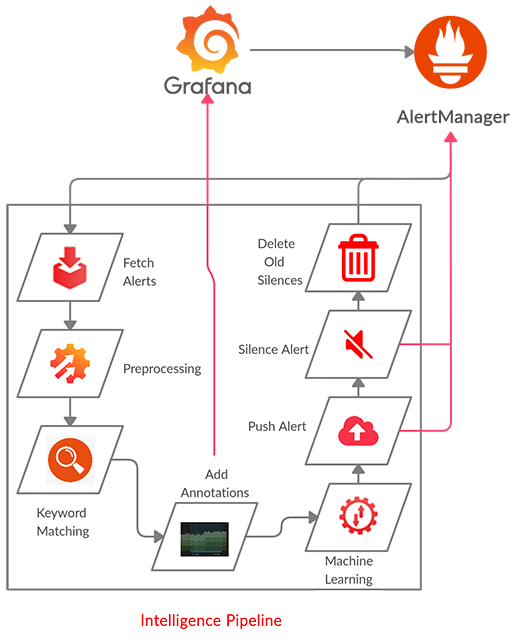 Grafana
AlertManager
Fetch
Alerts
Delete
Old
Silences
Preprocessing
Silence Alert
Push Alert
Keyword
Matching
Add
Annotations
Machine
Learning
Intelligence Pipeline